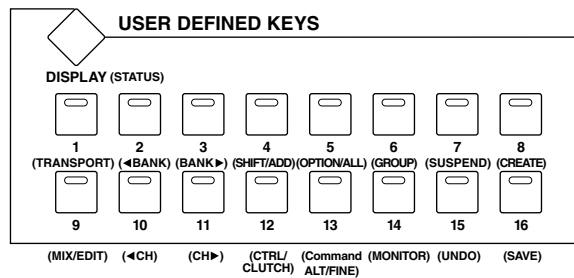 USER DEFINED KEYS
DISPLAY (STATUS)
1 2 3 4 5 6 7 8
(TRANSPORT) (◀BANK) (BANK▶) (SHIFT/ADD) (OPTION/ALL) (GROUP) (SUSPEND) (CREATE)
9 10 11 12 13 14 15 16
(MIX/EDIT) (◀CH) (CH▶) (CTRL/ (Command (MONITOR) (UNDO) (SAVE)
CLUTCH) ALT/FINE)